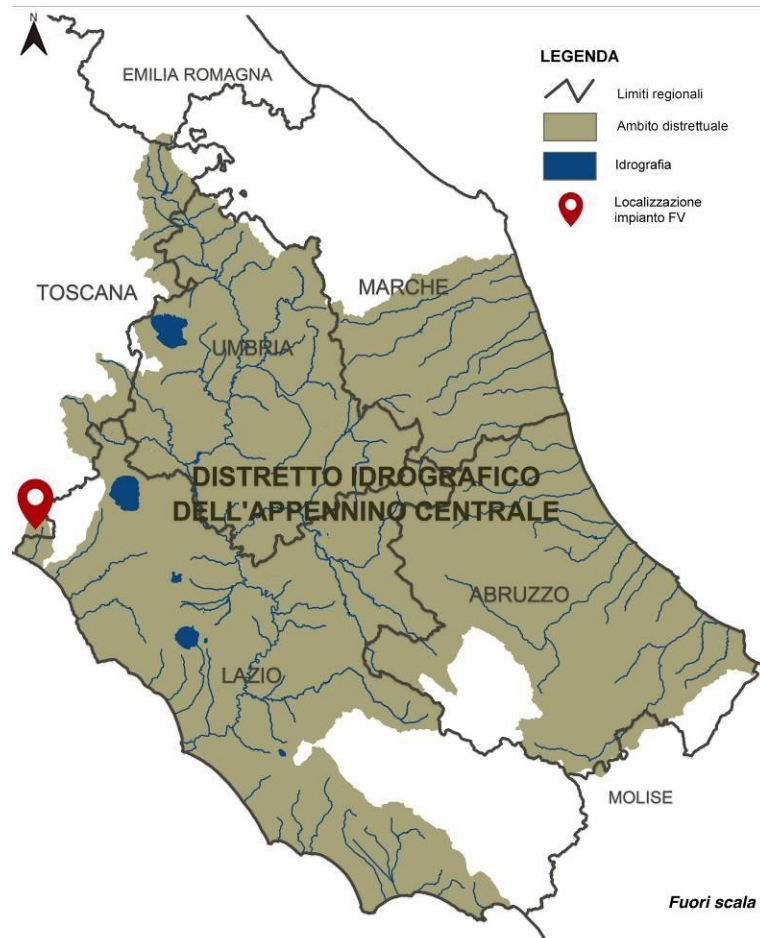 N
EMILIA ROMAGNA
LEGENDA
Limiti regionali
Ambito distrettuale
Idrografia
Localizzazione
impianto FV
TOSCANA
MARCHE
UMBRIA
DISTRETTO IDROGRAFICO
DELL'APPENNINO CENTRALE
ABRUZZO
LAZIO
MOLISE
Fuori scala